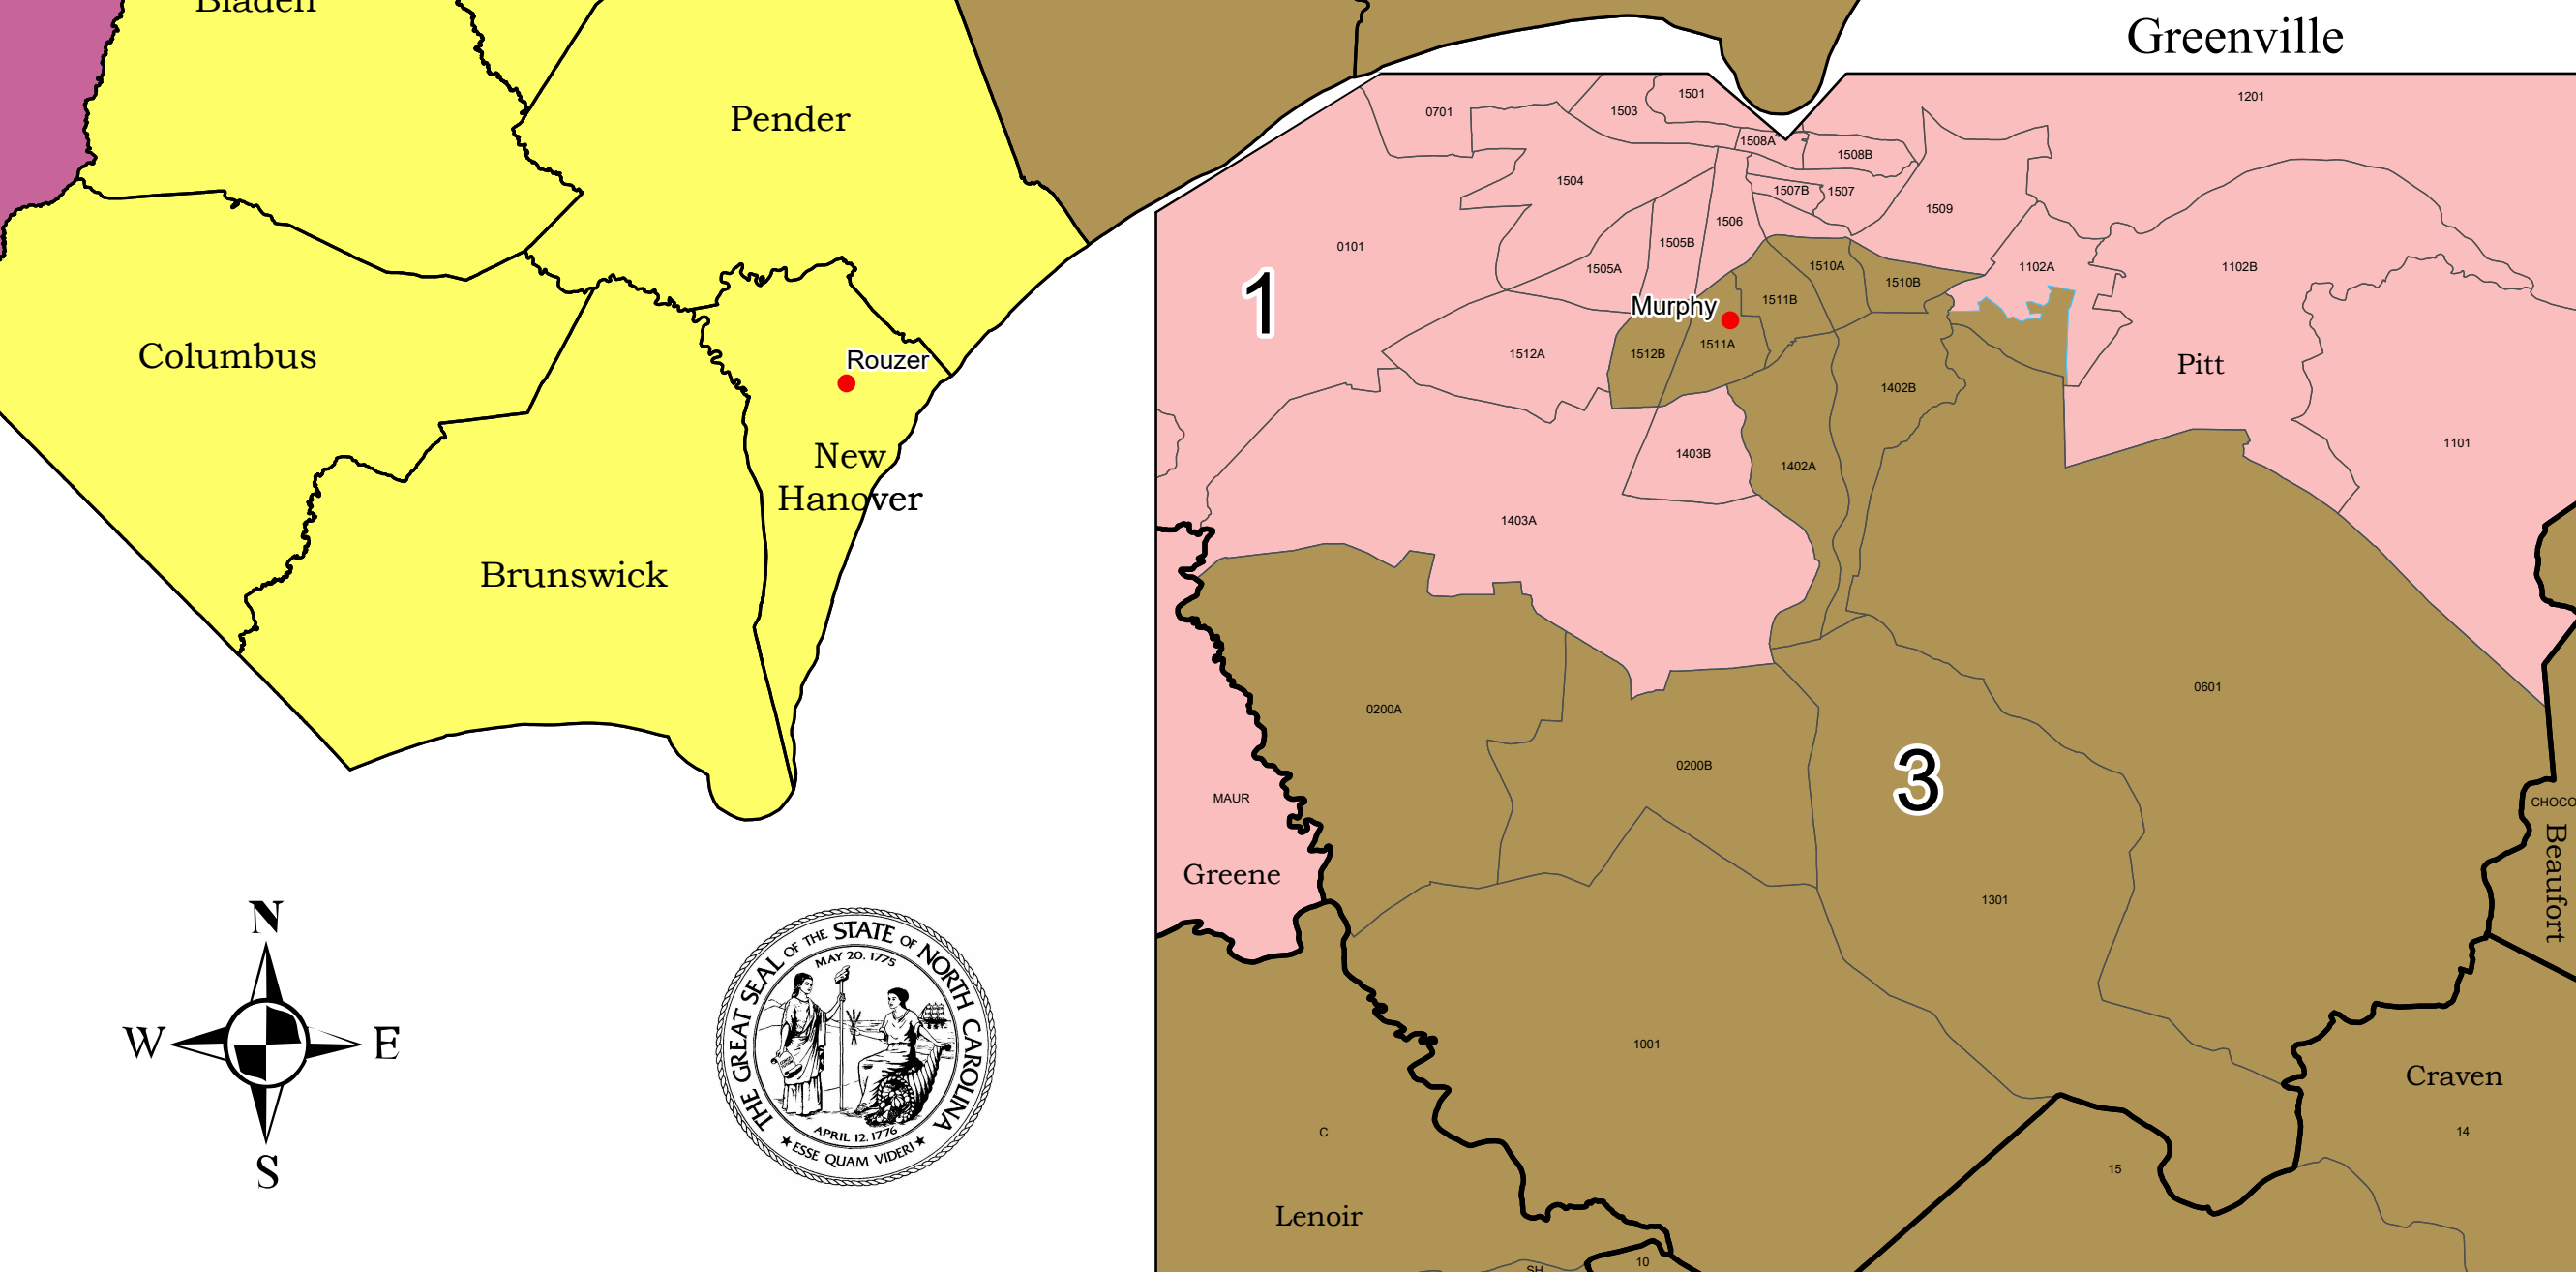 Bladen
Pender
Columbus
Rouzer
New
Hanover
Brunswick
N
W
E
S
THE GREAT SEAL OF THE STATE OF NORTH CAROLINA
MAY 20. 1775
APRIL 12. 1776
★ ESSE QUAM VIDERI ★
Greenville
1201
1501
0701
1503
1508A
1508B
1504
1507B
1507
1509
1506
0101
1505B
1505A
1510A
1510B
1102A
1102B
1
Murphy
1511B
1511A
1512A
1512B
Pitt
1402B
1101
1403B
1402A
1403A
0601
0200A
0200B
3
MAUR
CHOCO
Beaufort
Greene
1301
1001
Craven
C
14
15
Lenoir
10
SH